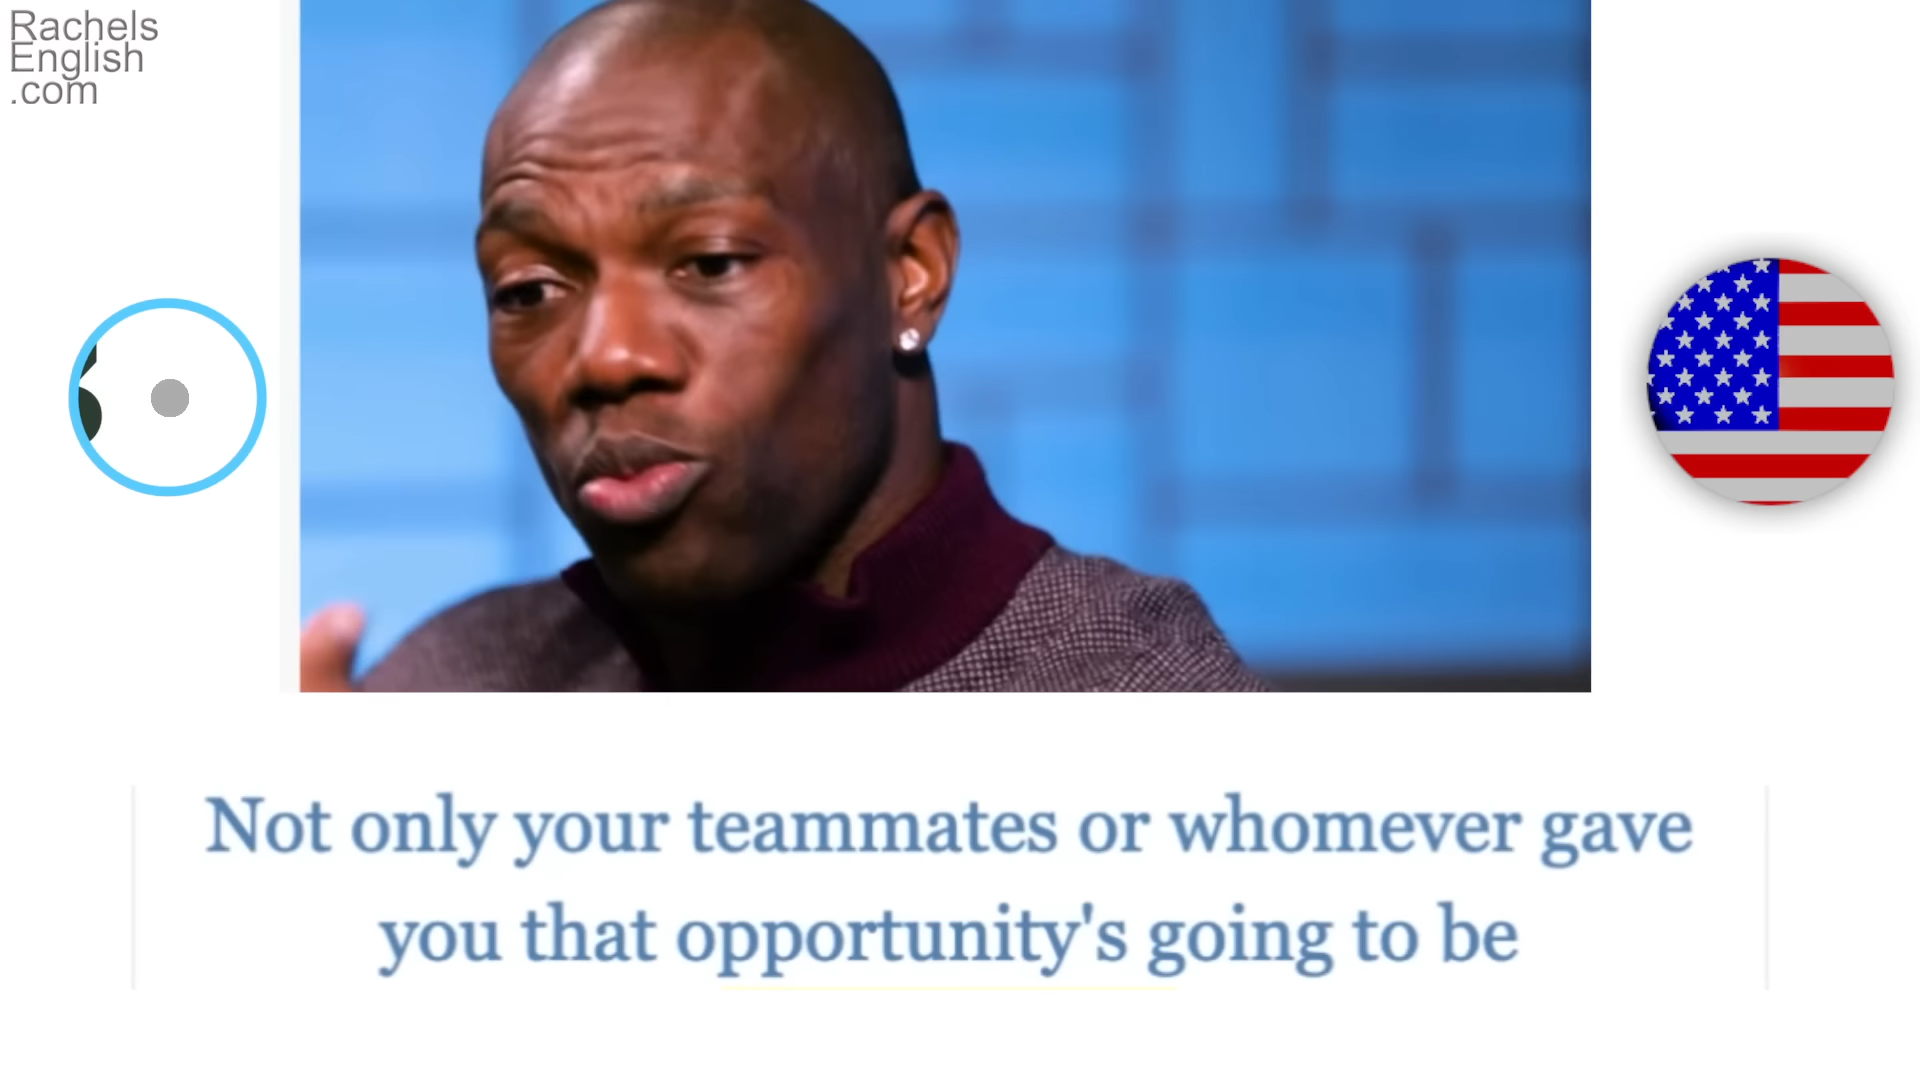 Rachels
English
.com
Not only your teammates or whomever gave
you that opportunity's going to be